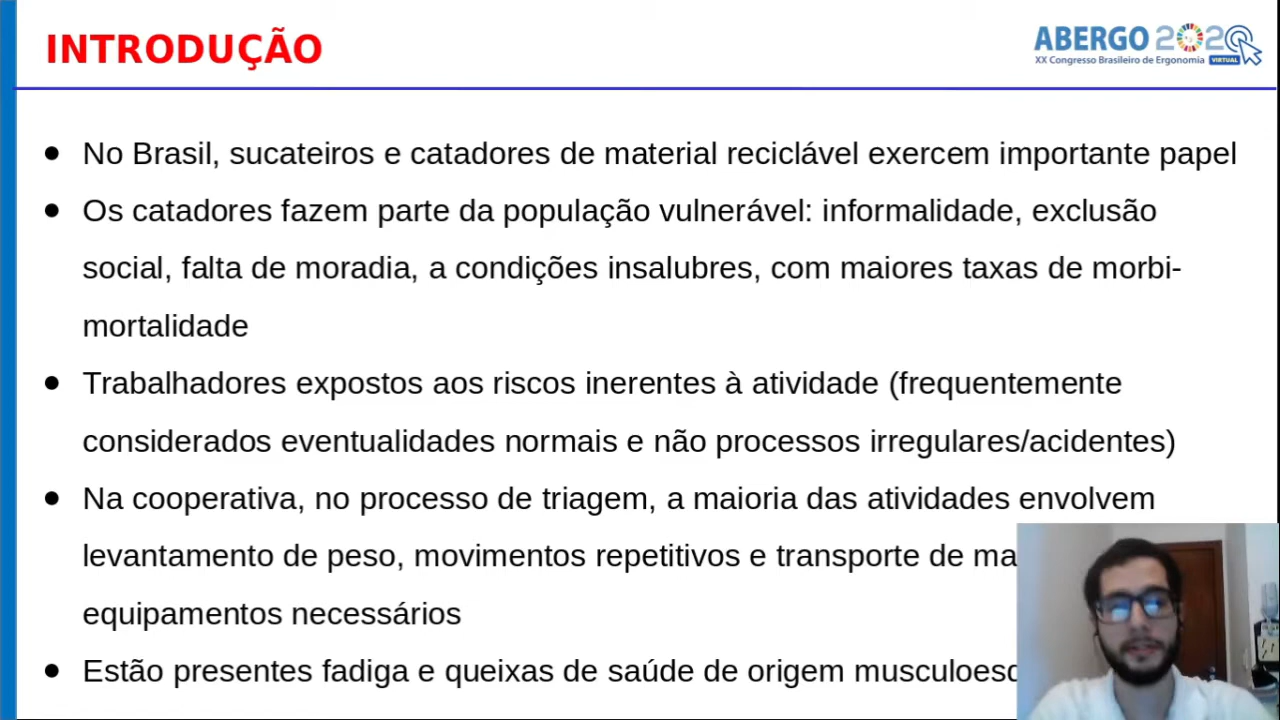 INTRODUÇÃO
ABERGO 2020
XX Congresso Brasileiro de Ergonomia VIRTUAL
● No Brasil, sucateiros e catadores de material reciclável exercem importante papel
● Os catadores fazem parte da população vulnerável: informalidade, exclusão
social, falta de moradia, a condições insalubres, com maiores taxas de morbi-
mortalidade
● Trabalhadores expostos aos riscos inerentes à atividade (frequentemente
considerados eventualidades normais e não processos irregulares/acidentes)
● Na cooperativa, no processo de triagem, a maioria das atividades envolvem
levantamento de peso, movimentos repetitivos e transporte de
equipamentos necessários
● Estão presentes fadiga e queixas de saúde de origem